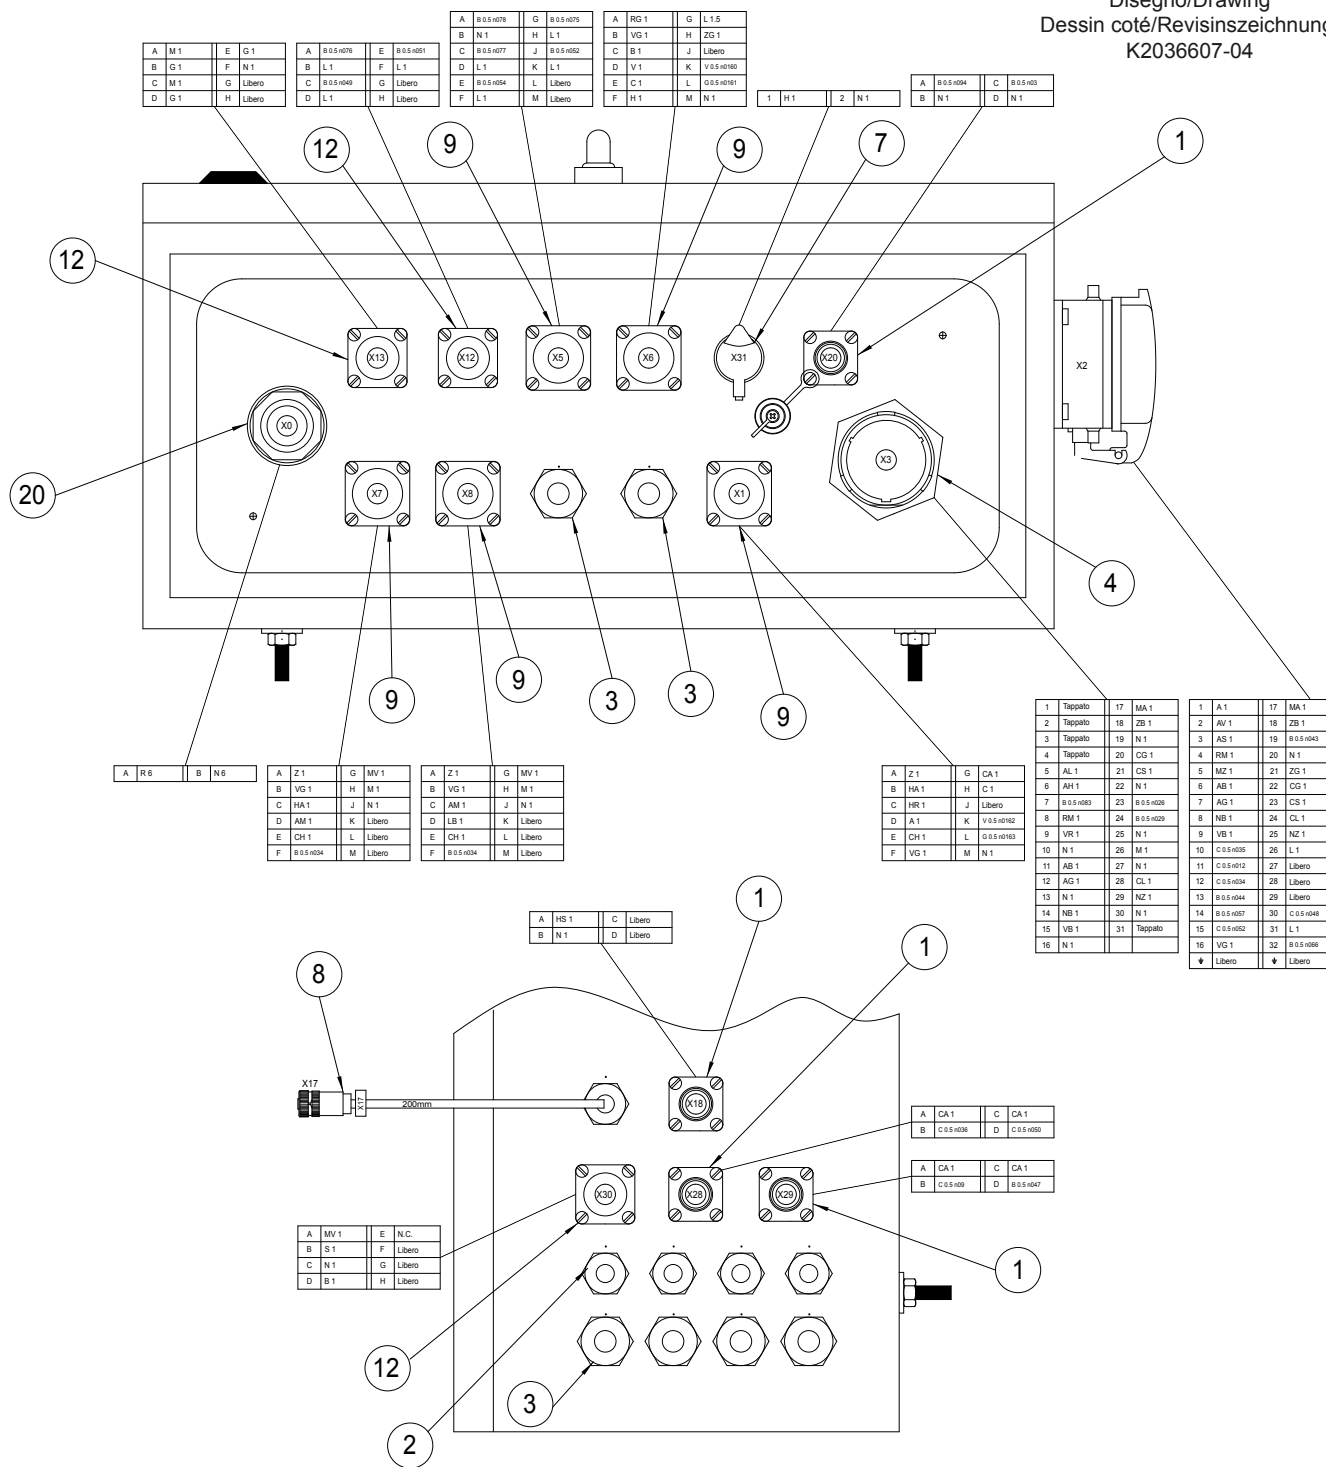 Disegno/Drawing
Dessin coté/Revisinszeichnung
K2036607-04
A M 1 E G 1
B G 1 F N 1
C M 1 G Libero
D G 1 H Libero
A B 0.5 n076 E B 0.5 n051
B L 1 F L 1
C B 0.5 n049 G Libero
D L 1 H Libero
A B 0.5 n078 G B 0.5 n075
B N 1 H L 1
C B 0.5 n077 J B 0.5 n052
D L 1 K L 1
E B 0.5 n054 L Libero
F L 1 M Libero
A RG 1 G L 1.5
B VG 1 H ZG 1
C B 1 J Libero
D V 1 K V 0.5 n0160
E C 1 L G 0.5 n0161
F H 1 M N 1
1 H 1 2 N 1
A B 0.5 n094 C B 0.5 n03
B N 1 D N 1
12
9
9
7
1
12
X13
X12
X5
X6
X31
X20
X2
X0
X3
20
X7
X8
X1
4
9
9
3
3
9
A R 6 B N 6
A Z 1 G MV 1
B VG 1 H M 1
C HA 1 J N 1
D AM 1 K Libero
E CH 1 L Libero
F B 0.5 n034 M Libero
A Z 1 G MV 1
B VG 1 H M 1
C AM 1 J N 1
D LB 1 K Libero
E CH 1 L Libero
F B 0.5 n034 M Libero
A Z 1 G CA 1
B HA 1 H C 1
C HR 1 J Libero
D A 1 K V 0.5 n0162
E CH 1 L G 0.5 n0163
F VG 1 M N 1
1 Tappato 17 MA 1
2 Tappato 18 ZB 1
3 Tappato 19 N 1
4 Tappato 20 CG 1
5 AL 1 21 CS 1
6 AH 1 22 N 1
7 B 0.5 n083 23 B 0.5 n026
8 RM 1 24 B 0.5 n029
9 VR 1 25 N 1
10 N 1 26 M 1
11 AB 1 27 N 1
12 AG 1 28 CL 1
13 N 1 29 NZ 1
14 NB 1 30 N 1
15 VB 1 31 Tappato
16 N 1
1 A 1 17 MA 1
2 AV 1 18 ZB 1
3 AS 1 19 B 0.5 n043
4 RM 1 20 N 1
5 MZ 1 21 ZG 1
6 AB 1 22 CG 1
7 AG 1 23 CS 1
8 NB 1 24 CL 1
9 VB 1 25 NZ 1
10 C 0.5 n035 26 L 1
11 C 0.5 n012 27 Libero
12 C 0.5 n034 28 Libero
13 B 0.5 n044 29 Libero
14 B 0.5 n057 30 C 0.5 n048
15 C 0.5 n052 31 L 1
16 VG 1 32 B 0.5 n066
Libero Libero
A HS 1 C Libero
B N 1 D Libero
1
1
8
X17
X17
200mm
X18
A CA 1 C CA 1
B C 0.5 n036 D C 0.5 n050
A CA 1 C CA 1
B C 0.5 n09 D B 0.5 n047
X30
X28
X29
A MV 1 E N.C.
B S 1 F Libero
C N 1 G Libero
D B 1 H Libero
1
12
3
2